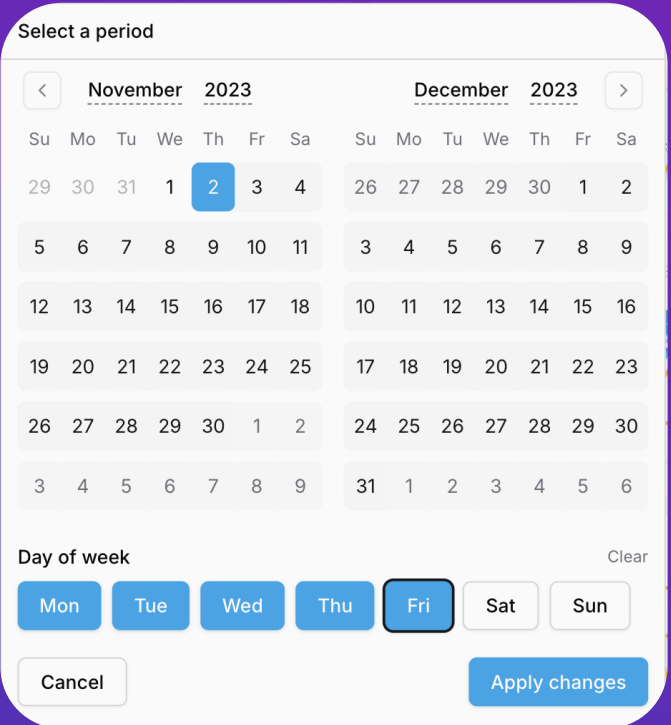 Select a period
November 2023
Su Mo Tu We Th Fr Sa
29 30 31 1 2 3 4
5 6 7 8 9 10 11
12 13 14 15 16 17 18
19 20 21 22 23 24 25
26 27 28 29 30 1 2
3 4 5 6 7 8 9
December 2023
Su Mo Tu We Th Fr Sa
26 27 28 29 30 1 2
3 4 5 6 7 8 9
10 11 12 13 14 15 16
17 18 19 20 21 22 23
24 25 26 27 28 29 30
31 1 2 3 4 5 6
Day of week Clear
Mon Tue Wed Thu Fri Sat Sun
Cancel Apply changes